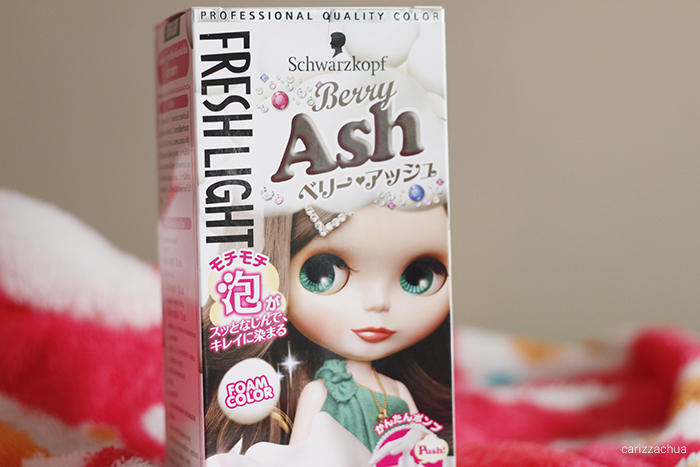 PROFESSIONAL QUALITY COLOR
FRESHLIGHT
Schwarzkopf
Berry
Ash
ベリー♥アッシュ
モチモチ
泡が
スッとなじんで、
キレイに染まる
FOAM
COLOR
かんたんポンプ
Push!
carizzachua